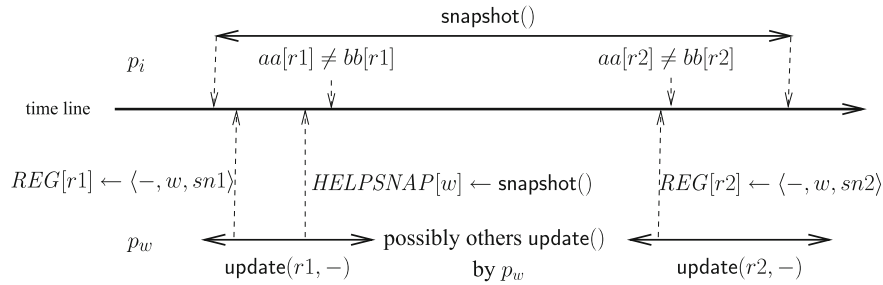 snapshot()
p_i
aa[r1] ≠ bb[r1]
aa[r2] ≠ bb[r2]
time line
REG[r1] ← ⟨−, w, sn1⟩
HELPSNAP[w] ← snapshot()
REG[r2] ← ⟨−, w, sn2⟩
p_w
possibly others update()
by p_w
update(r1, −)
update(r2, −)